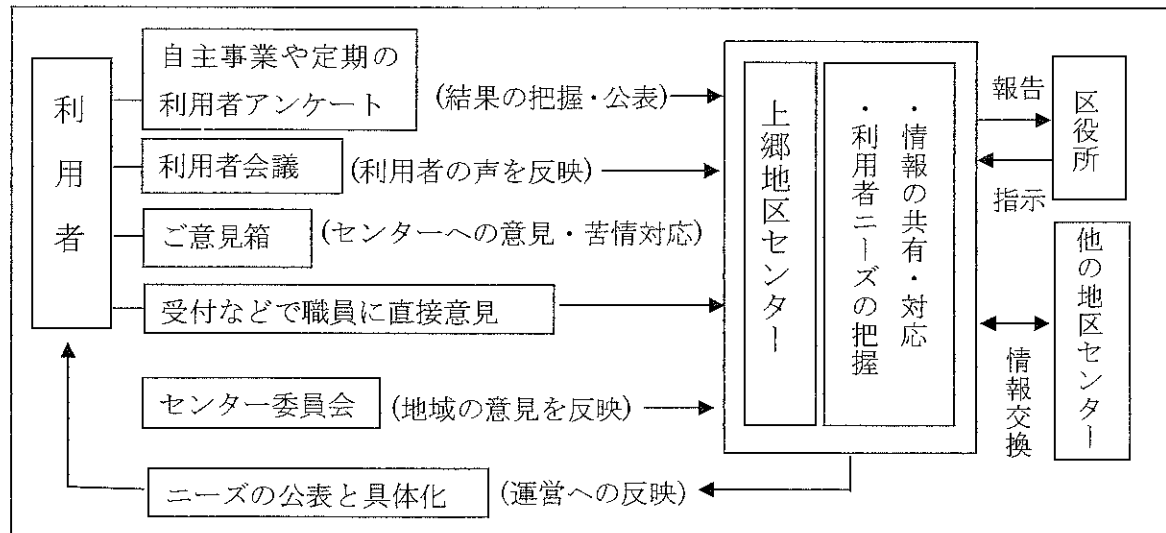 利用者
自主事業や定期の
利用者アンケート
(結果の把握・公表)
利用者会議
(利用者の声を反映)
ご意見箱
(センターへの意見・苦情対応)
受付などで職員に直接意見
センター委員会
(地域の意見を反映)
ニーズの公表と具体化
(運営への反映)
上郷地区センター
・情報の共有・対応
・利用者ニーズの把握
報告
指示
区役所
情報交換
他の地区センター